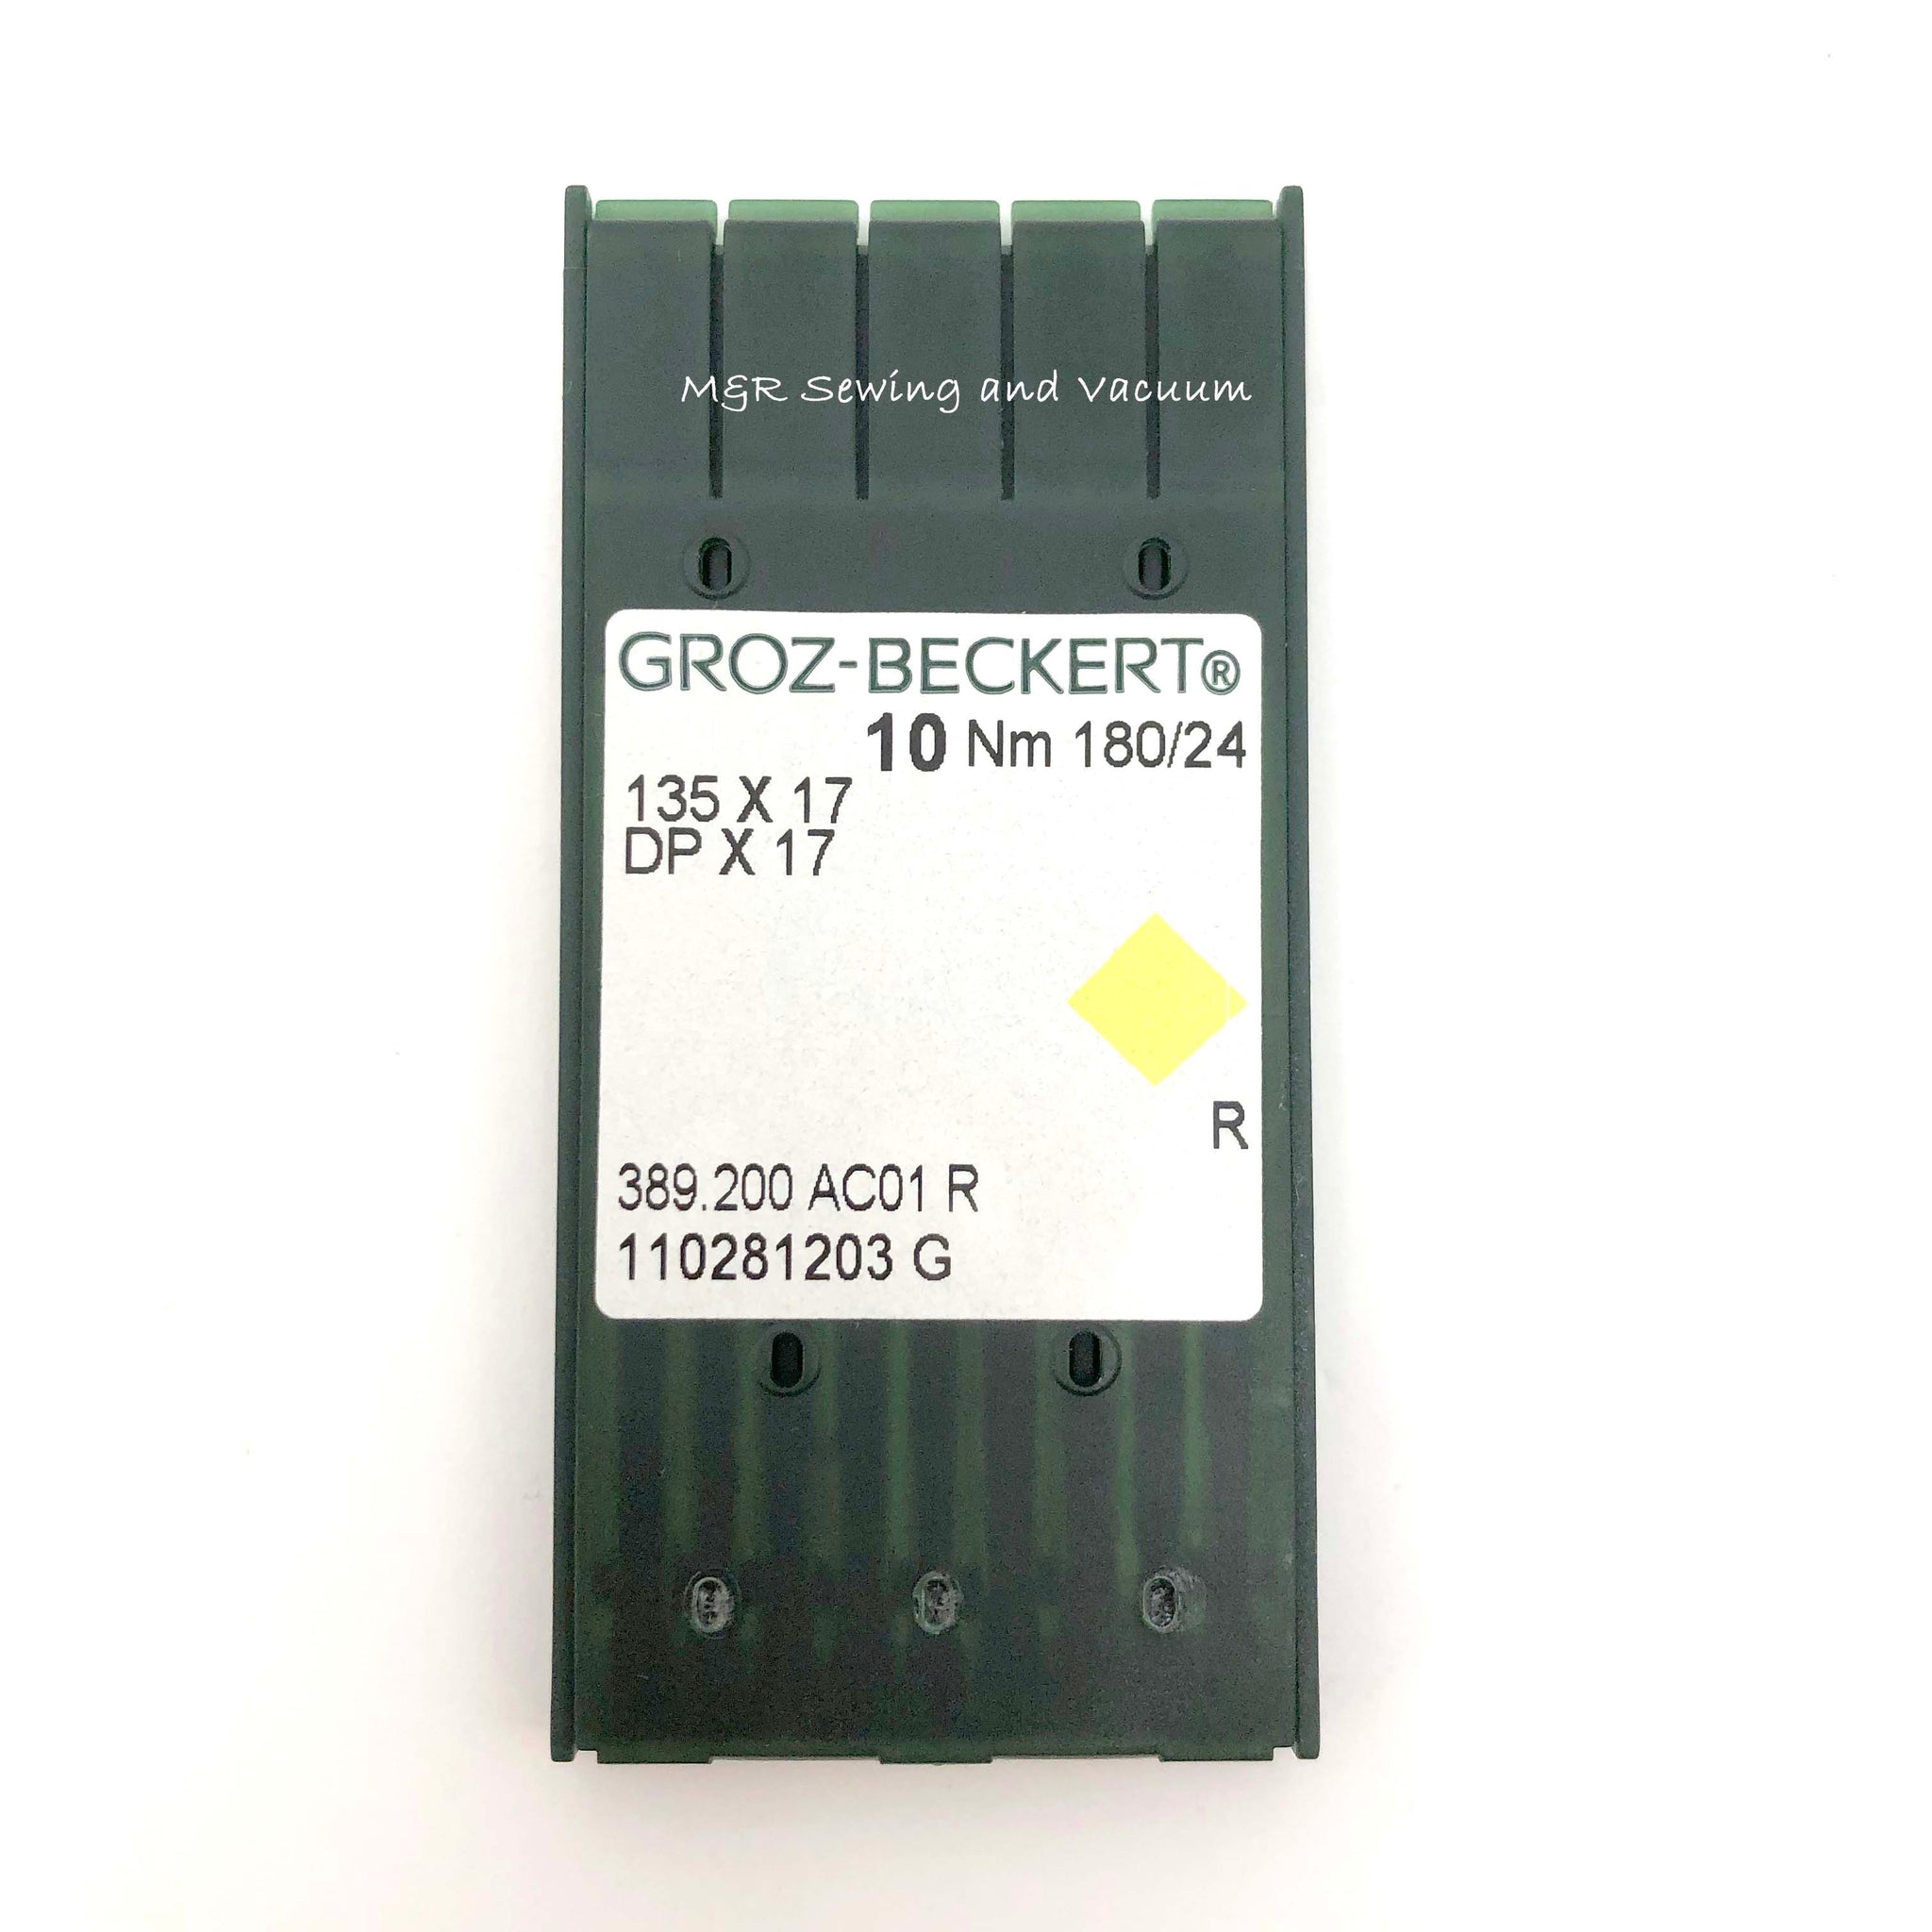 M&R Sewing and Vacuum
GROZ-BECKERT®
10 Nm 180/24
135 X 17
DP X 17
R
389.200 AC01 R
110281203 G